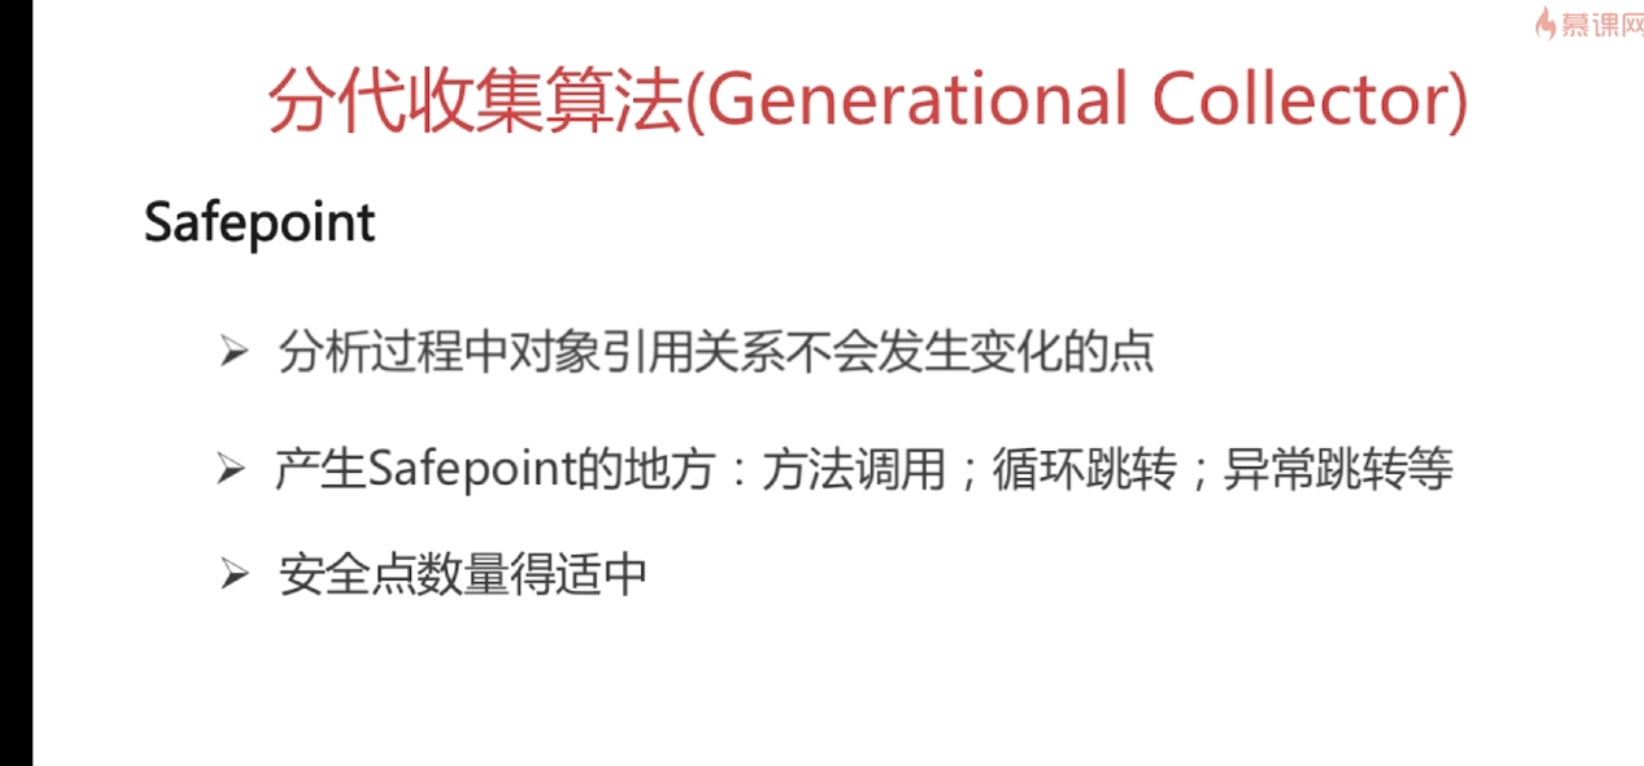 慕课网
分代收集算法(Generational Collector)
Safepoint
分析过程中对象引用关系不会发生变化的点
产生Safepoint的地方：方法调用；循环跳转；异常跳转等
安全点数量得适中